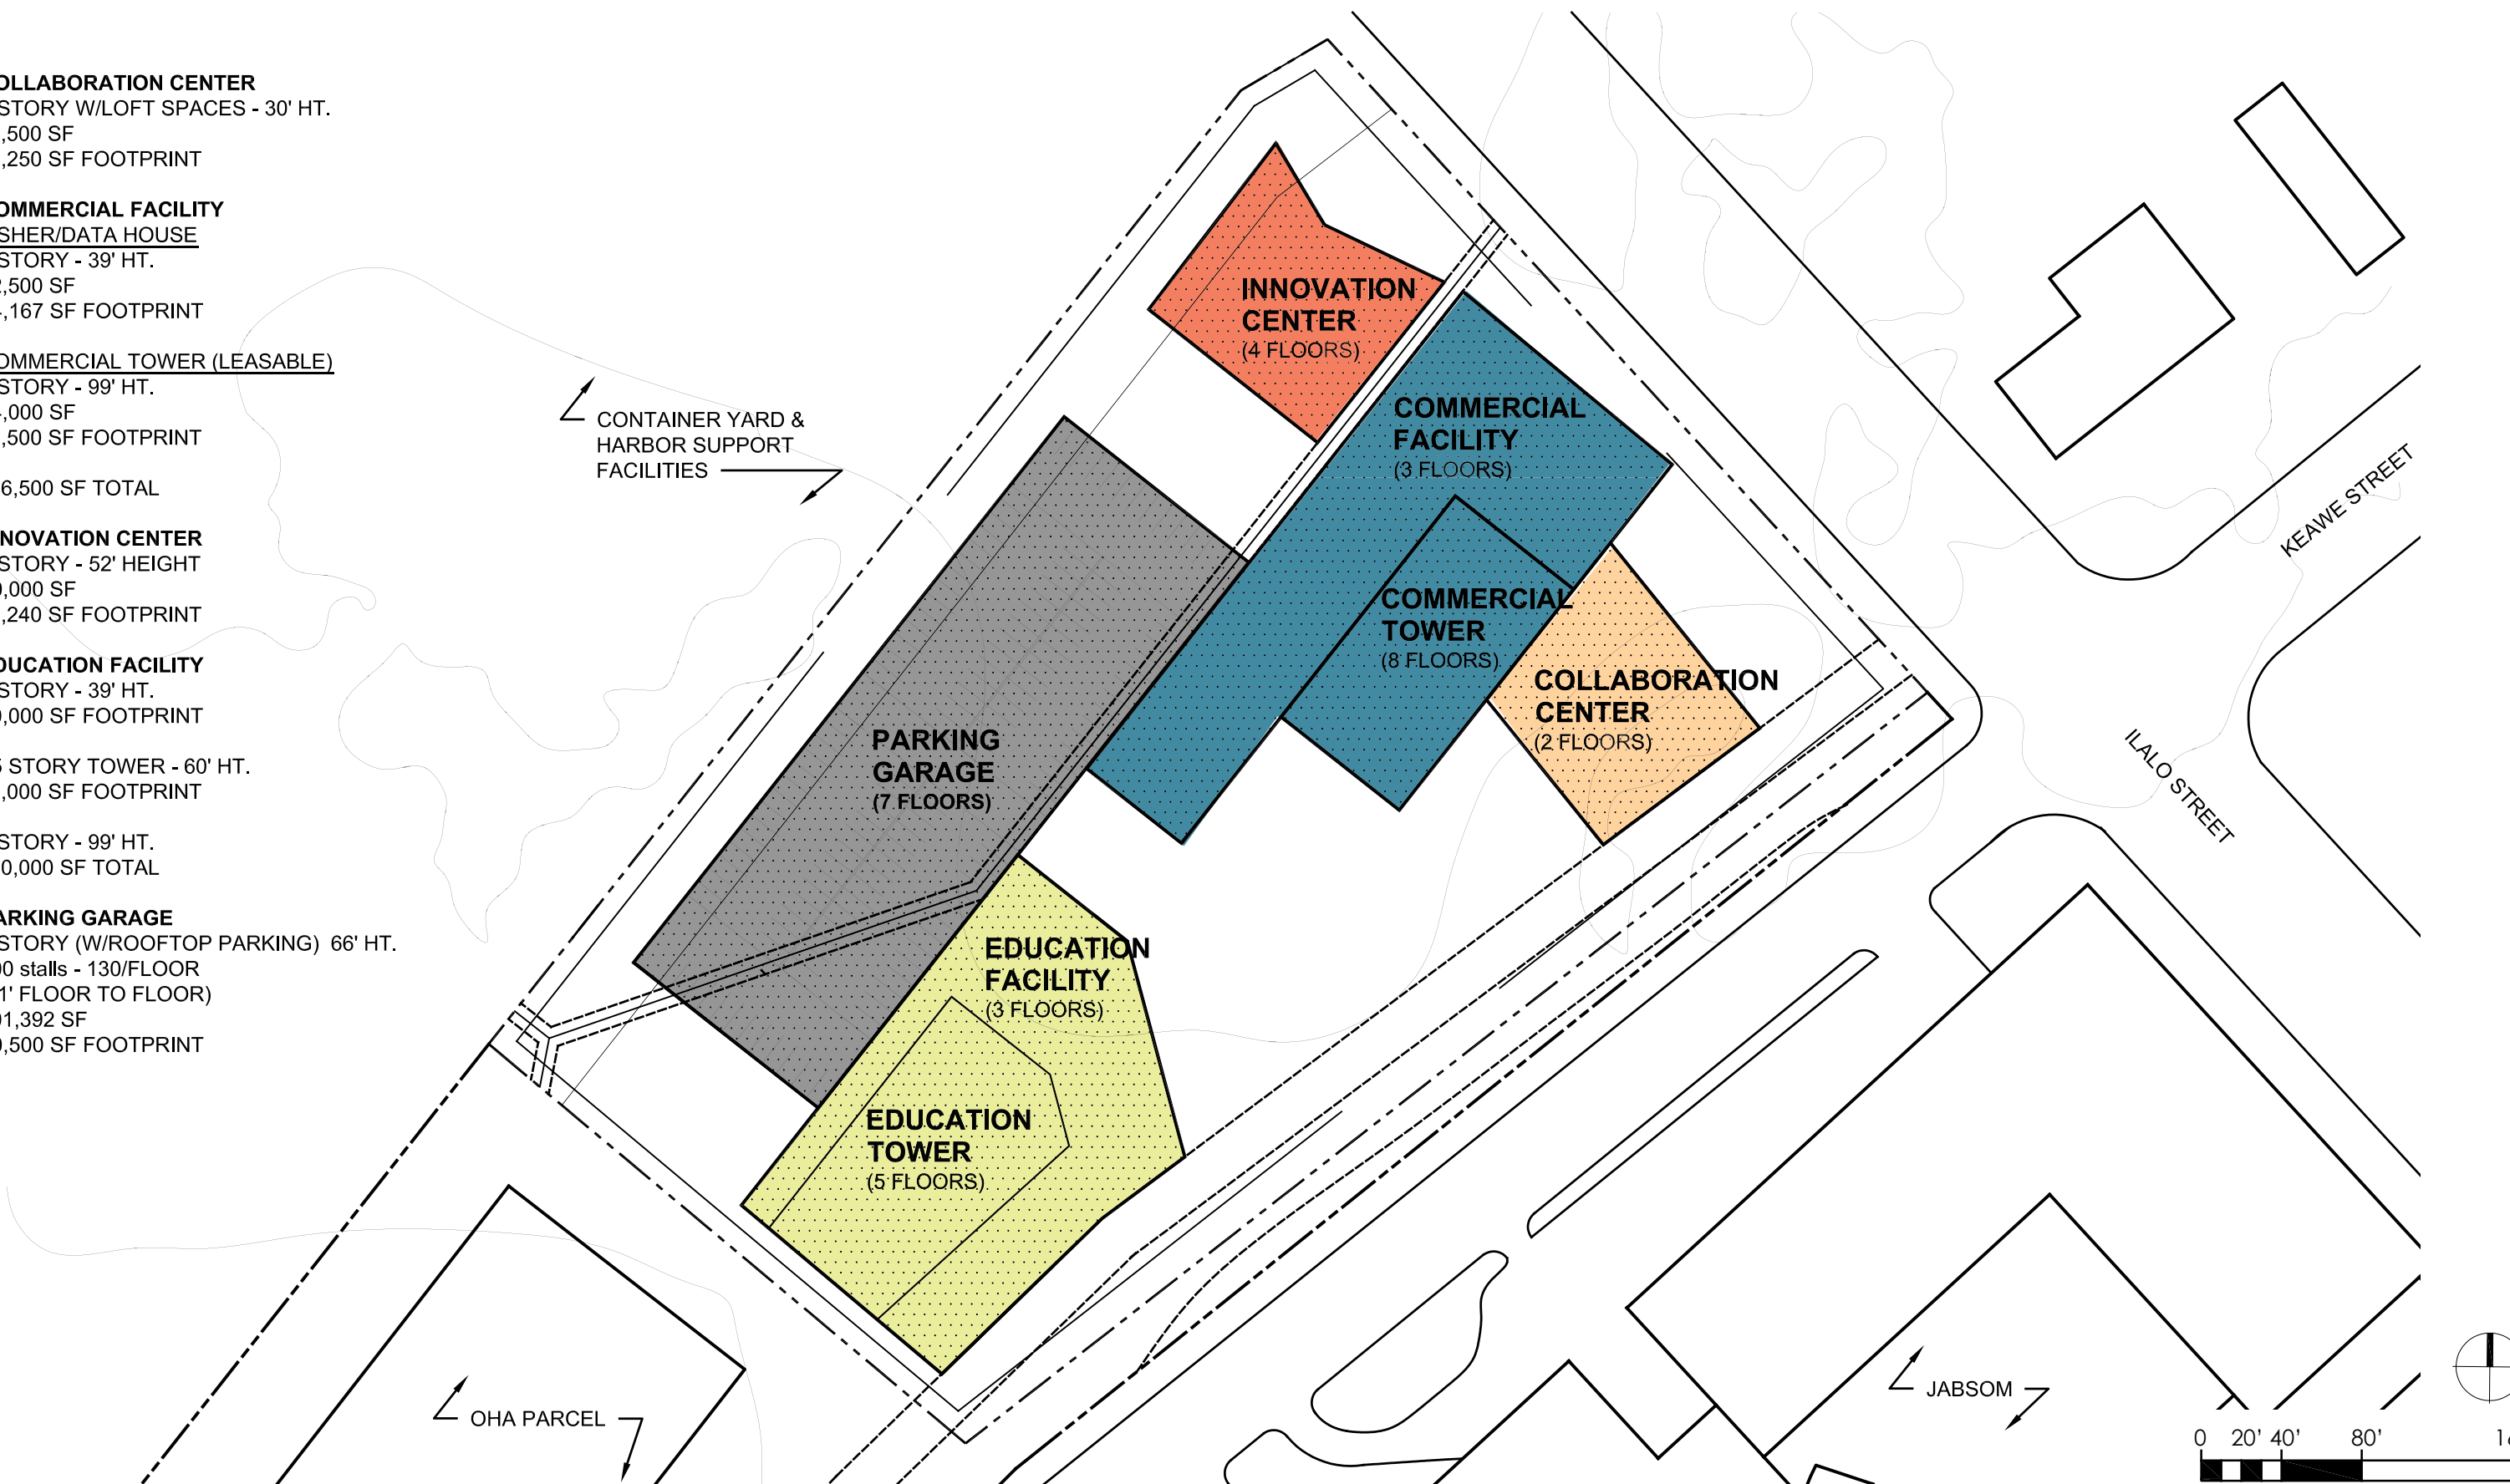 OLLABORATION CENTER
STORY W/LOFT SPACES - 30' HT.
,500 SF
,250 SF FOOTPRINT
OMMERCIAL FACILITY
SHER/DATA HOUSE
STORY - 39' HT.
2,500 SF
,167 SF FOOTPRINT
OMMERCIAL TOWER (LEASABLE)
STORY - 99' HT.
,000 SF
,500 SF FOOTPRINT
6,500 SF TOTAL
NOVATION CENTER
STORY - 52' HEIGHT
0,000 SF
,240 SF FOOTPRINT
DUCATION FACILITY
STORY - 39' HT.
0,000 SF FOOTPRINT
5 STORY TOWER - 60' HT.
,000 SF FOOTPRINT
STORY - 99' HT.
0,000 SF TOTAL
ARKING GARAGE
STORY (W/ROOFTOP PARKING) 66' HT.
00 stalls - 130/FLOOR
1' FLOOR TO FLOOR)
01,392 SF
0,500 SF FOOTPRINT
CONTAINER YARD &
HARBOR SUPPORT
FACILITIES
INNOVATION
CENTER
(4 FLOORS)
COMMERCIAL
FACILITY
(3 FLOORS)
COMMERCIAL
TOWER
(8 FLOORS)
COLLABORATION
CENTER
(2 FLOORS)
PARKING
GARAGE
(7 FLOORS)
EDUCATION
FACILITY
(3 FLOORS)
EDUCATION
TOWER
(5 FLOORS)
KEAWE STREET
ILALO STREET
OHA PARCEL
JABSOM
0 20' 40' 80'